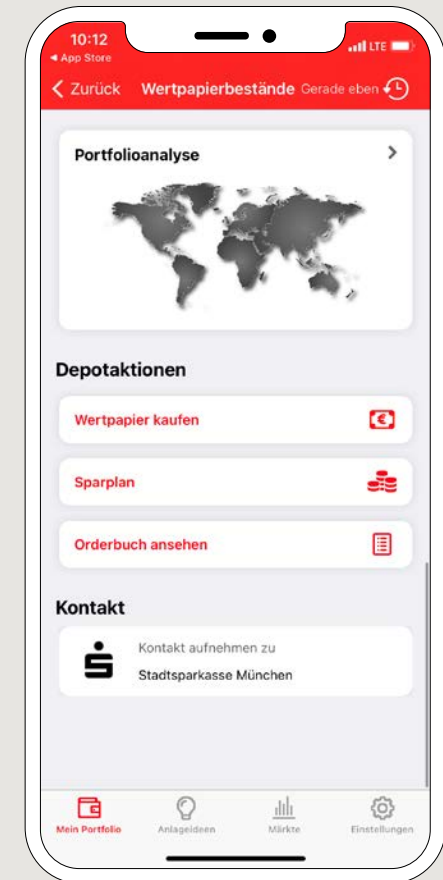 10:12
LTE
◀ App Store
Zurück Wertpapierbestände Gerade eben
Portfolioanalyse
Depotaktionen
Wertpapier kaufen
Sparplan
Orderbuch ansehen
Kontakt
Kontakt aufnehmen zu
Stadtsparkasse München
Mein Portfolio Anlageideen Märkte Einstellungen